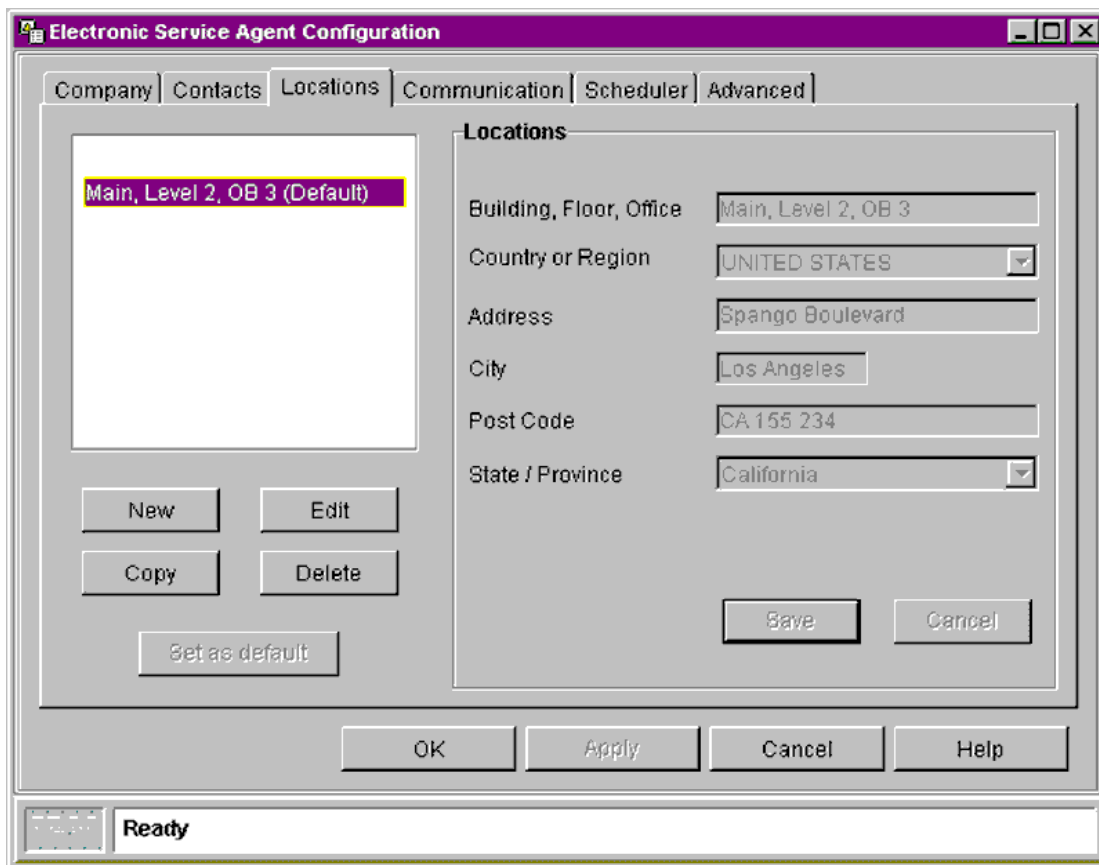 Electronic Service Agent Configuration
Company Contacts Locations Communication Scheduler Advanced
Main, Level 2, OB 3 (Default)
New Edit
Copy Delete
Set as default
Locations
Building, Floor, Office Main, Level 2, OB 3
Country or Region UNITED STATES
Address Spango Boulevard
City Los Angeles
Post Code CA 155 234
State / Province California
Save Cancel
OK Apply Cancel Help
Ready